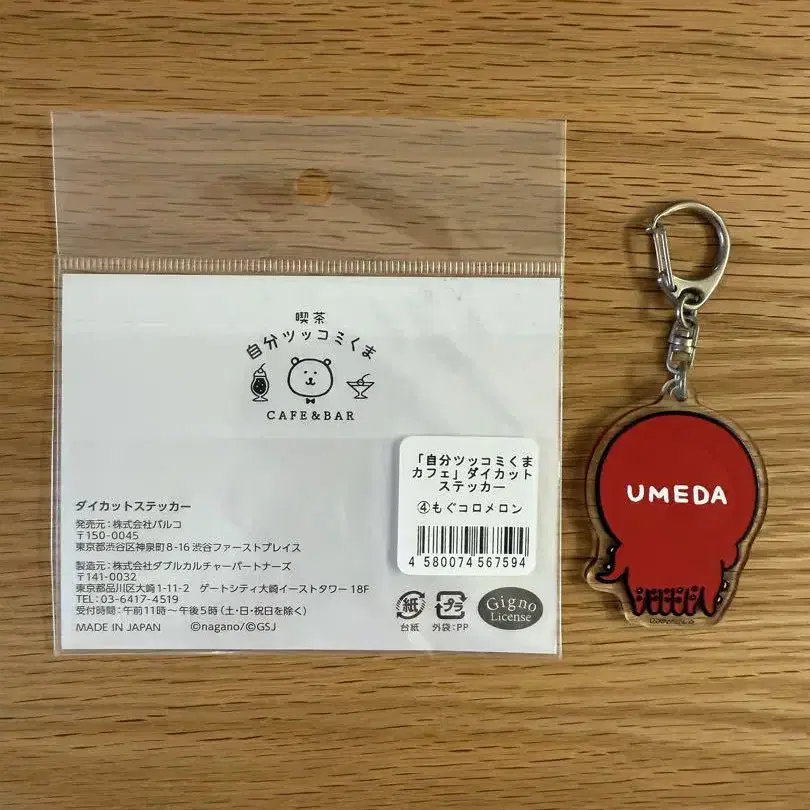 喫茶
自分ツッコミくま
CAFE&BAR
「自分ツッコミくま
カフェ」ダイカット
ステッカー
④もぐコロメロン
4 580074 567594
ダイカットステッカー
発売元:株式会社パルコ
〒150-0045
東京都渋谷区神泉町8-16 渋谷ファーストプレイス
製造元:株式会社ダブルカルチャーパートナーズ
〒141-0032
東京都品川区大崎1-11-2 ゲートシティ大崎イーストタワー 18F
TEL:03-6417-4519
受付時間:午前11時~午後5時(土・日・祝日を除く)
MADE IN JAPAN ©nagano/©GSJ
紙
台紙
プラ
外袋:PP
Gigno
License
UMEDA